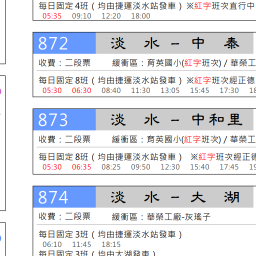 每日固定4班（均由捷運淡水站發車）※紅字班次直行中
05:35 09:10 12:20 18:00
872 淡 水 – 中 泰
收費：二段票 緩衝區：育英國小(紅字班次) / 華榮工
每日固定8班（均由捷運淡水站發車）※紅字班次經正德
05:30 06:30 08:40 11:30 13:05 15:45 17:30 18
873 淡 水 – 中和里
收費：二段票 緩衝區：育英國小(紅字班次) / 華榮工
每日固定8班（均由捷運淡水站發車） ※紅字班次經正
05:30 06:35 08:25 09:50 12:30 15:40 17:45 19
874 淡 水 – 大 湖
收費：二段票 緩衝區：華榮工廠-灰瑤子
每日固定3班（均由捷運淡水站發車）
06:10 11:45 18:15
每日固定3班（均由大湖發車）